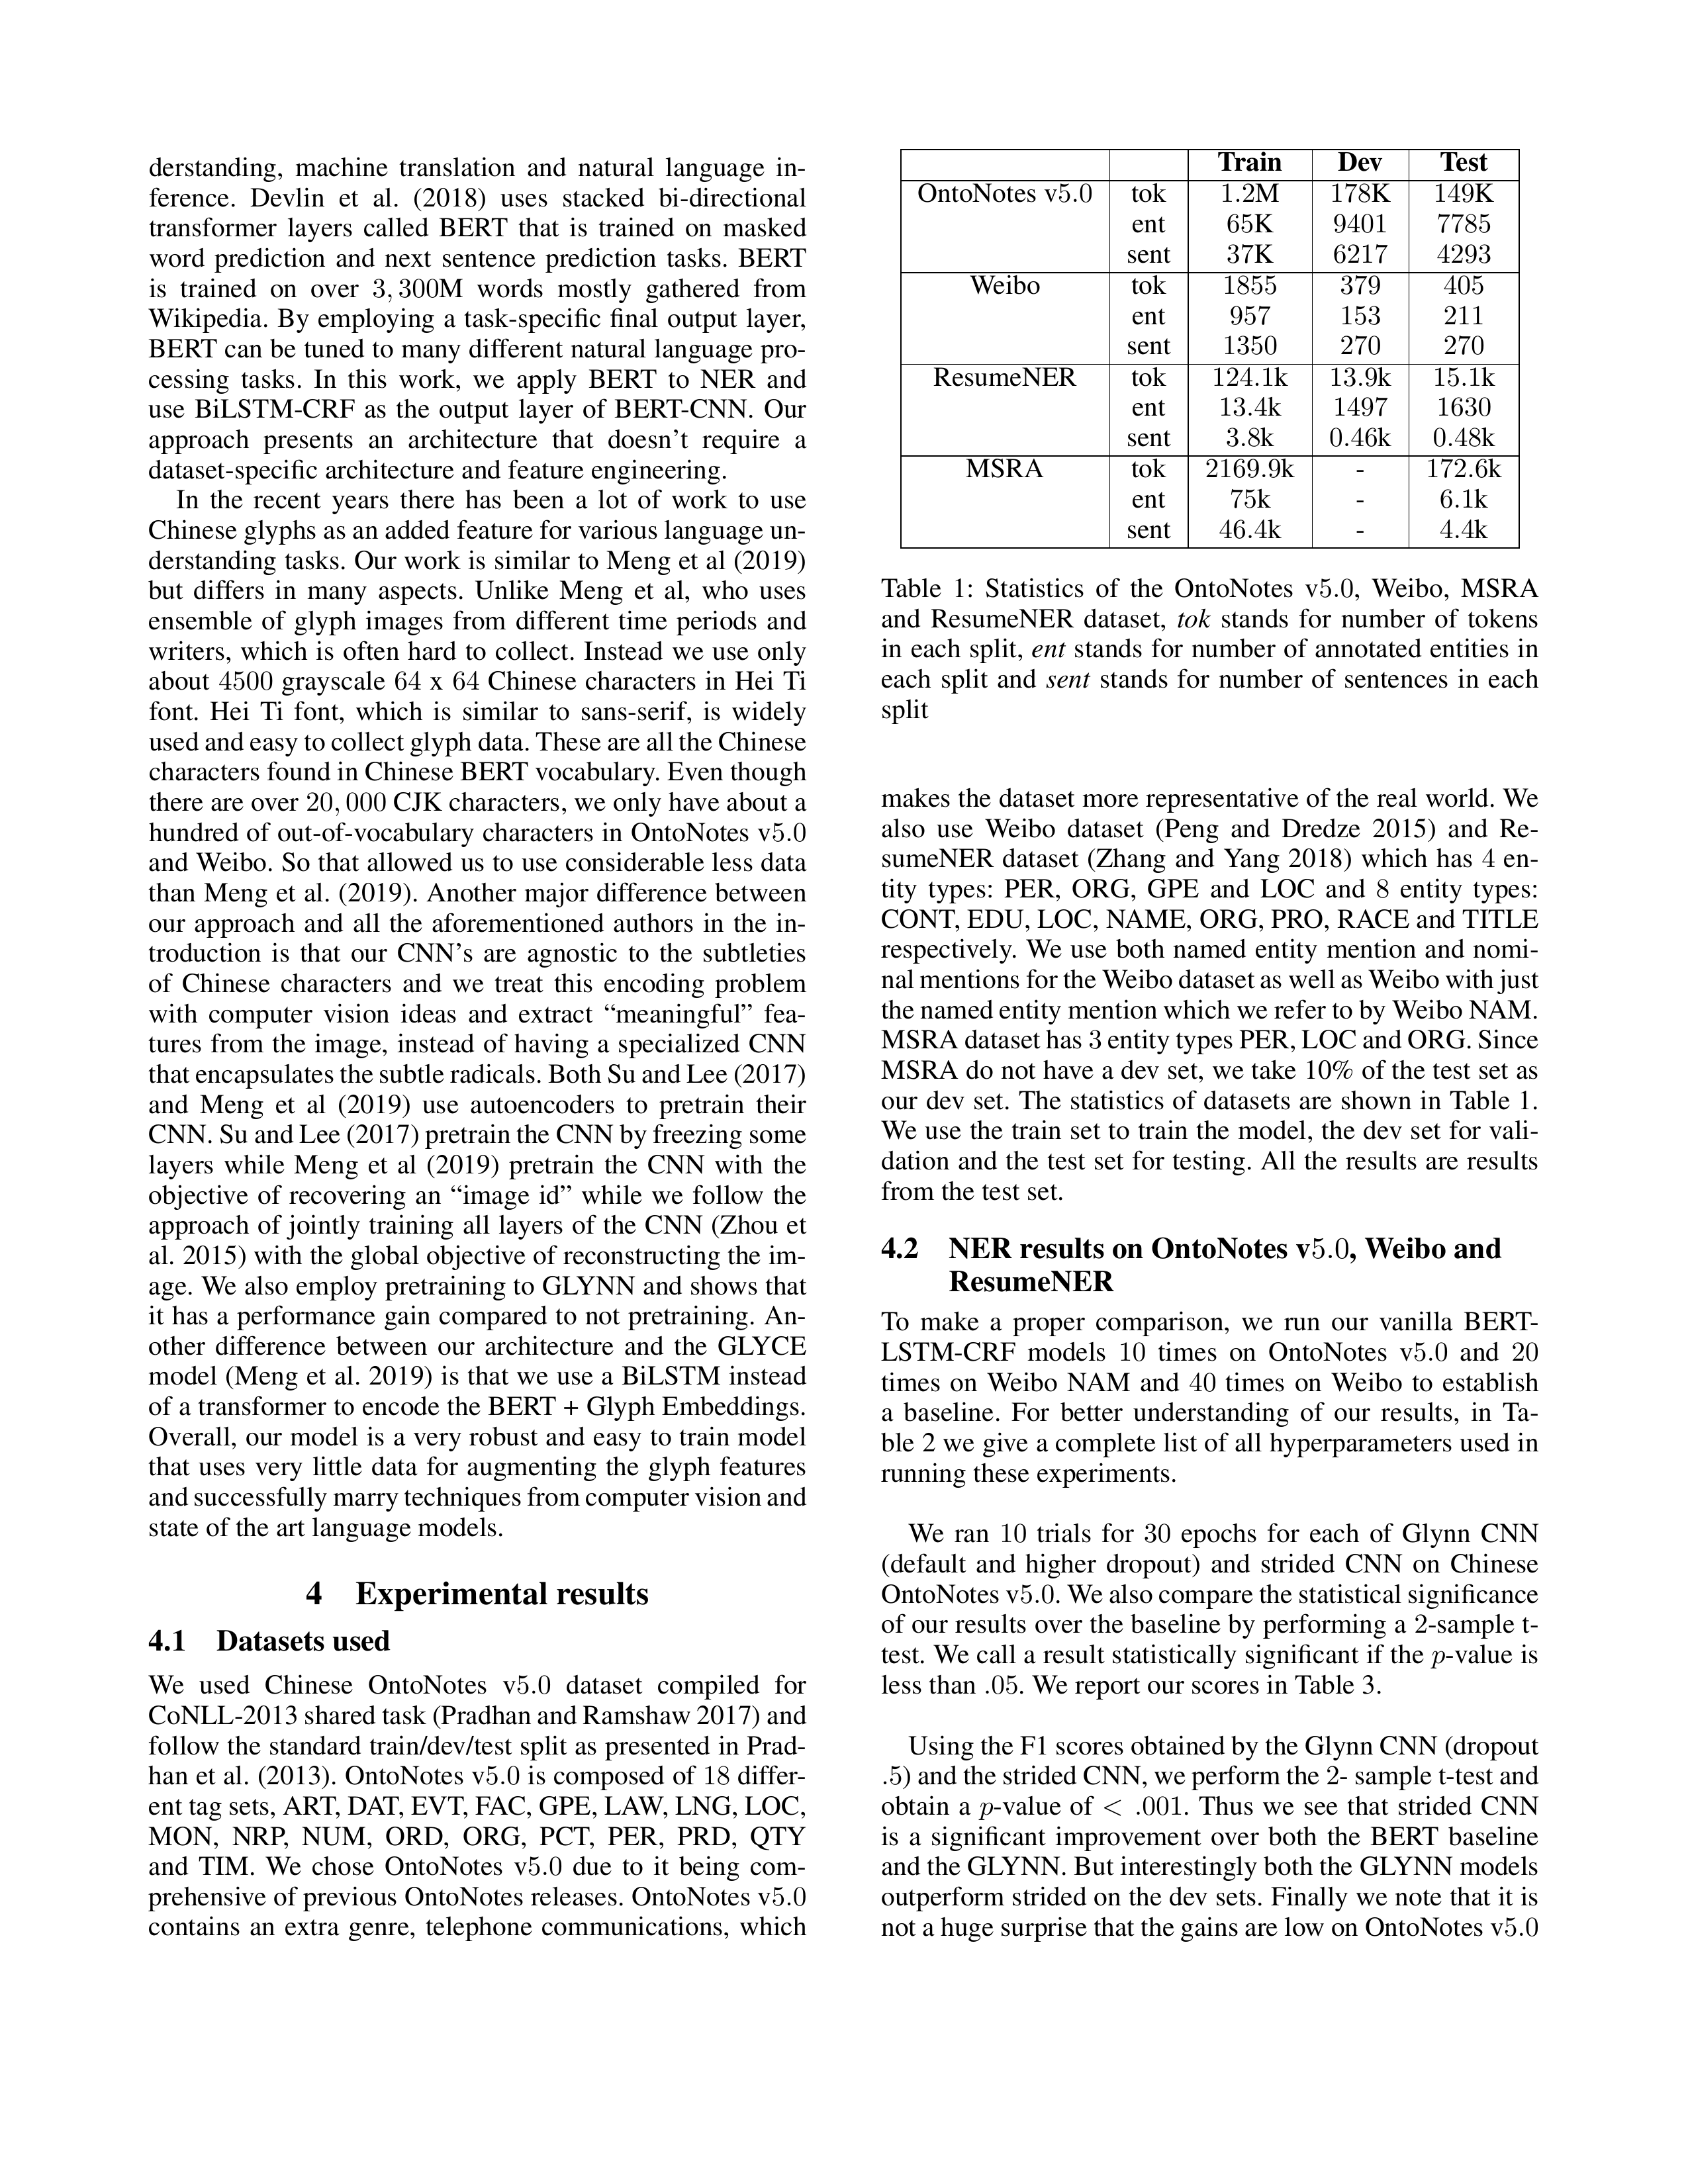 derstanding, machine translation and natural language in-
ference. Devlin et al. (2018) uses stacked bi-directional
transformer layers called BERT that is trained on masked
word prediction and next sentence prediction tasks. BERT
is trained on over 3, 300M words mostly gathered from
Wikipedia. By employing a task-specific final output layer,
BERT can be tuned to many different natural language pro-
cessing tasks. In this work, we apply BERT to NER and
use BiLSTM-CRF as the output layer of BERT-CNN. Our
approach presents an architecture that doesn't require a
dataset-specific architecture and feature engineering.
In the recent years there has been a lot of work to use
Chinese glyphs as an added feature for various language un-
derstanding tasks. Our work is similar to Meng et al (2019)
but differs in many aspects. Unlike Meng et al, who uses
ensemble of glyph images from different time periods and
writers, which is often hard to collect. Instead we use only
about 4500 grayscale 64 x 64 Chinese characters in Hei Ti
font. Hei Ti font, which is similar to sans-serif, is widely
used and easy to collect glyph data. These are all the Chinese
characters found in Chinese BERT vocabulary. Even though
there are over 20, 000 CJK characters, we only have about a
hundred of out-of-vocabulary characters in OntoNotes v5.0
and Weibo. So that allowed us to use considerable less data
than Meng et al. (2019). Another major difference between
our approach and all the aforementioned authors in the in-
troduction is that our CNN's are agnostic to the subtleties
of Chinese characters and we treat this encoding problem
with computer vision ideas and extract “meaningful” fea-
tures from the image, instead of having a specialized CNN
that encapsulates the subtle radicals. Both Su and Lee (2017)
and Meng et al (2019) use autoencoders to pretrain their
CNN. Su and Lee (2017) pretrain the CNN by freezing some
layers while Meng et al (2019) pretrain the CNN with the
objective of recovering an “image id” while we follow the
approach of jointly training all layers of the CNN (Zhou et
al. 2015) with the global objective of reconstructing the im-
age. We also employ pretraining to GLYNN and shows that
it has a performance gain compared to not pretraining. An-
other difference between our architecture and the GLYCE
model (Meng et al. 2019) is that we use a BiLSTM instead
of a transformer to encode the BERT + Glyph Embeddings.
Overall, our model is a very robust and easy to train model
that uses very little data for augmenting the glyph features
and successfully marry techniques from computer vision and
state of the art language models.
4 Experimental results
4.1 Datasets used
We used Chinese OntoNotes v5.0 dataset compiled for
CoNLL-2013 shared task (Pradhan and Ramshaw 2017) and
follow the standard train/dev/test split as presented in Prad-
han et al. (2013). OntoNotes v5.0 is composed of 18 differ-
ent tag sets, ART, DAT, EVT, FAC, GPE, LAW, LNG, LOC,
MON, NRP, NUM, ORD, ORG, PCT, PER, PRD, QTY
and TIM. We chose OntoNotes v5.0 due to it being com-
prehensive of previous OntoNotes releases. OntoNotes v5.0
contains an extra genre, telephone communications, which
Train Dev Test
OntoNotes v5.0 tok 1.2M 178K 149K
ent 65K 9401 7785
sent 37K 6217 4293
Weibo tok 1855 379 405
ent 957 153 211
sent 1350 270 270
ResumeNER tok 124.1k 13.9k 15.1k
ent 13.4k 1497 1630
sent 3.8k 0.46k 0.48k
MSRA tok 2169.9k - 172.6k
ent 75k - 6.1k
sent 46.4k - 4.4k
Table 1: Statistics of the OntoNotes v5.0, Weibo, MSRA
and ResumeNER dataset, tok stands for number of tokens
in each split, ent stands for number of annotated entities in
each split and sent stands for number of sentences in each
split
makes the dataset more representative of the real world. We
also use Weibo dataset (Peng and Dredze 2015) and Re-
sumeNER dataset (Zhang and Yang 2018) which has 4 en-
tity types: PER, ORG, GPE and LOC and 8 entity types:
CONT, EDU, LOC, NAME, ORG, PRO, RACE and TITLE
respectively. We use both named entity mention and nomi-
nal mentions for the Weibo dataset as well as Weibo with just
the named entity mention which we refer to by Weibo NAM.
MSRA dataset has 3 entity types PER, LOC and ORG. Since
MSRA do not have a dev set, we take 10% of the test set as
our dev set. The statistics of datasets are shown in Table 1.
We use the train set to train the model, the dev set for vali-
dation and the test set for testing. All the results are results
from the test set.
4.2 NER results on OntoNotes v5.0, Weibo and
ResumeNER
To make a proper comparison, we run our vanilla BERT-
LSTM-CRF models 10 times on OntoNotes v5.0 and 20
times on Weibo NAM and 40 times on Weibo to establish
a baseline. For better understanding of our results, in Ta-
ble 2 we give a complete list of all hyperparameters used in
running these experiments.
We ran 10 trials for 30 epochs for each of Glynn CNN
(default and higher dropout) and strided CNN on Chinese
OntoNotes v5.0. We also compare the statistical significance
of our results over the baseline by performing a 2-sample t-
test. We call a result statistically significant if the p-value is
less than .05. We report our scores in Table 3.
Using the F1 scores obtained by the Glynn CNN (dropout
.5) and the strided CNN, we perform the 2- sample t-test and
obtain a p-value of < .001. Thus we see that strided CNN
is a significant improvement over both the BERT baseline
and the GLYNN. But interestingly both the GLYNN models
outperform strided on the dev sets. Finally we note that it is
not a huge surprise that the gains are low on OntoNotes v5.0